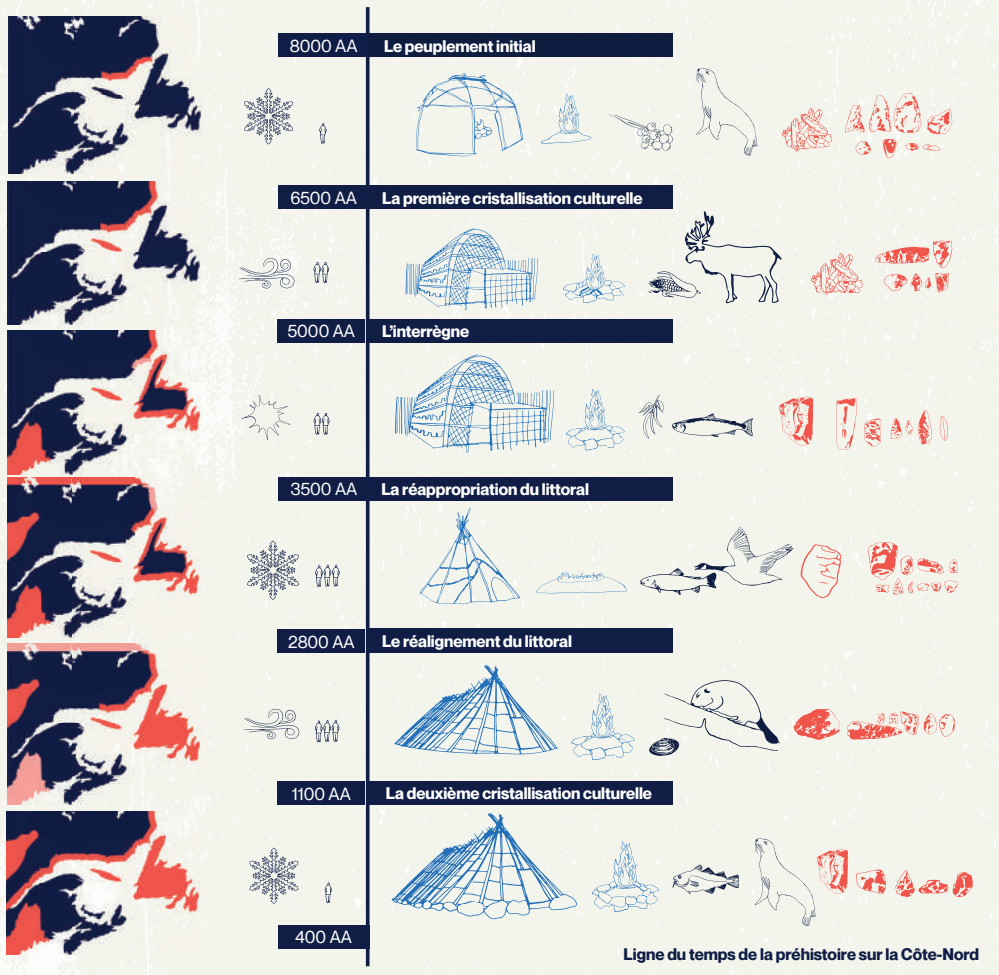 8000 AA Le peuplement initial
6500 AA La première cristallisation culturelle
5000 AA L'interrègne
3500 AA La réappropriation du littoral
2800 AA Le réalignement du littoral
1100 AA La deuxième cristallisation culturelle
400 AA
Ligne du temps de la préhistoire sur la Côte-Nord